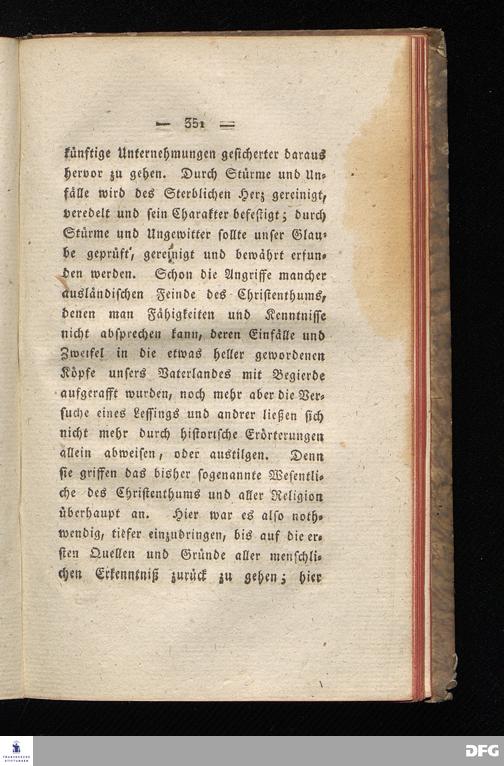 — 351 —
künftige Unternehmungen gesicherter daraus
hervor zu gehen. Durch Stürme und Un-
fälle wird des Sterblichen Herz gereinigt,
veredelt und sein Charakter befestigt; durch
Stürme und Ungewitter sollte unser Glau-
be geprüft, gereinigt und bewährt erfun-
den werden. Schon die Angriffe mancher
ausländischen Feinde des Christenthums,
denen man Fähigkeiten und Kenntnisse
nicht absprechen kann, deren Einfälle und
Zweifel in die etwas heller gewordenen
Köpfe unsers Vaterlandes mit Begierde
aufgerafft wurden, noch mehr aber die Ver-
suche eines Lessings und andrer ließen sich
nicht mehr durch historische Erörterungen
allein abweisen, oder austilgen. Denn
sie griffen das bisher sogenannte Wesentli-
che des Christenthums und aller Religion
überhaupt an. Hier war es also noth-
wendig, tiefer einzudringen, bis auf die er-
sten Quellen und Gründe aller menschli-
chen Erkenntniß zurück zu gehen; hier
FRANCKESCHE
STIFTUNGEN
DFG